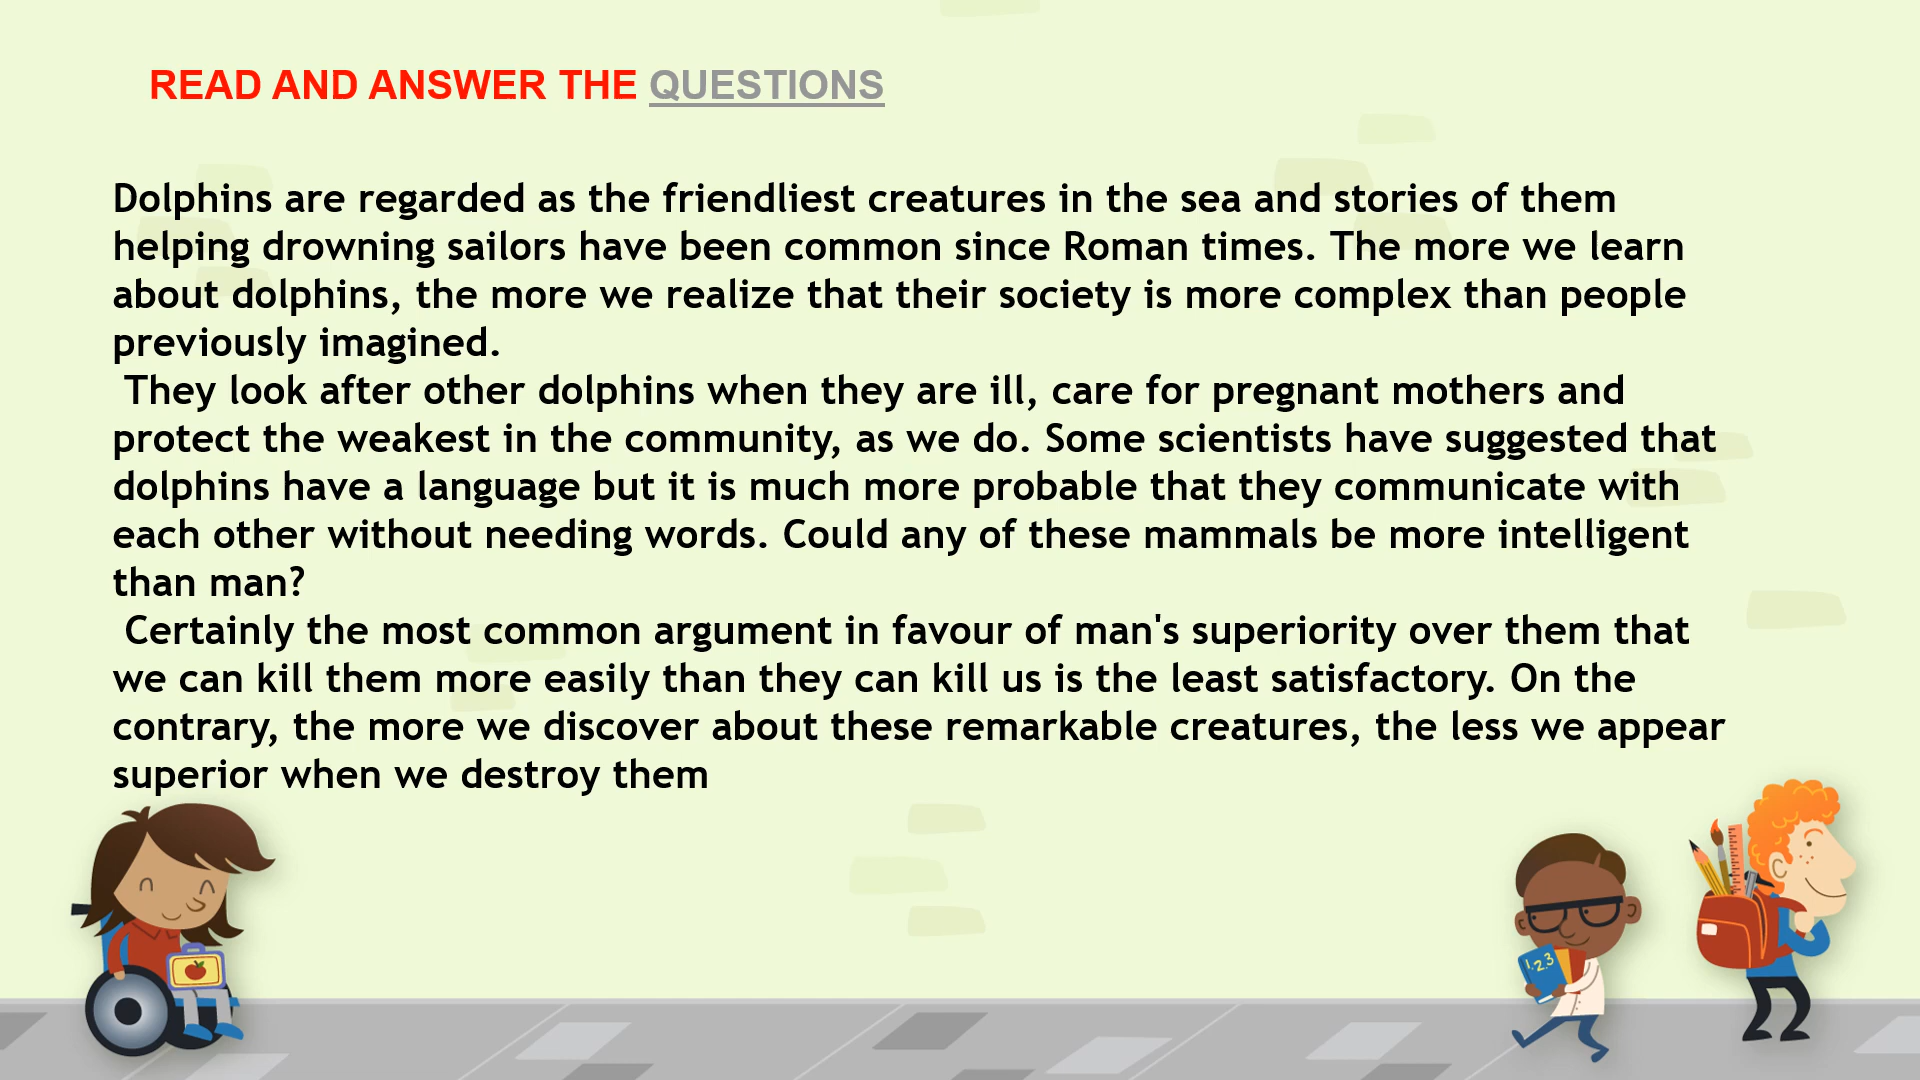 READ AND ANSWER THE QUESTIONS
Dolphins are regarded as the friendliest creatures in the sea and stories of them
helping drowning sailors have been common since Roman times. The more we learn
about dolphins, the more we realize that their society is more complex than people
previously imagined.
They look after other dolphins when they are ill, care for pregnant mothers and
protect the weakest in the community, as we do. Some scientists have suggested that
dolphins have a language but it is much more probable that they communicate with
each other without needing words. Could any of these mammals be more intelligent
than man?
Certainly the most common argument in favour of man's superiority over them that
we can kill them more easily than they can kill us is the least satisfactory. On the
contrary, the more we discover about these remarkable creatures, the less we appear
superior when we destroy them
1.23